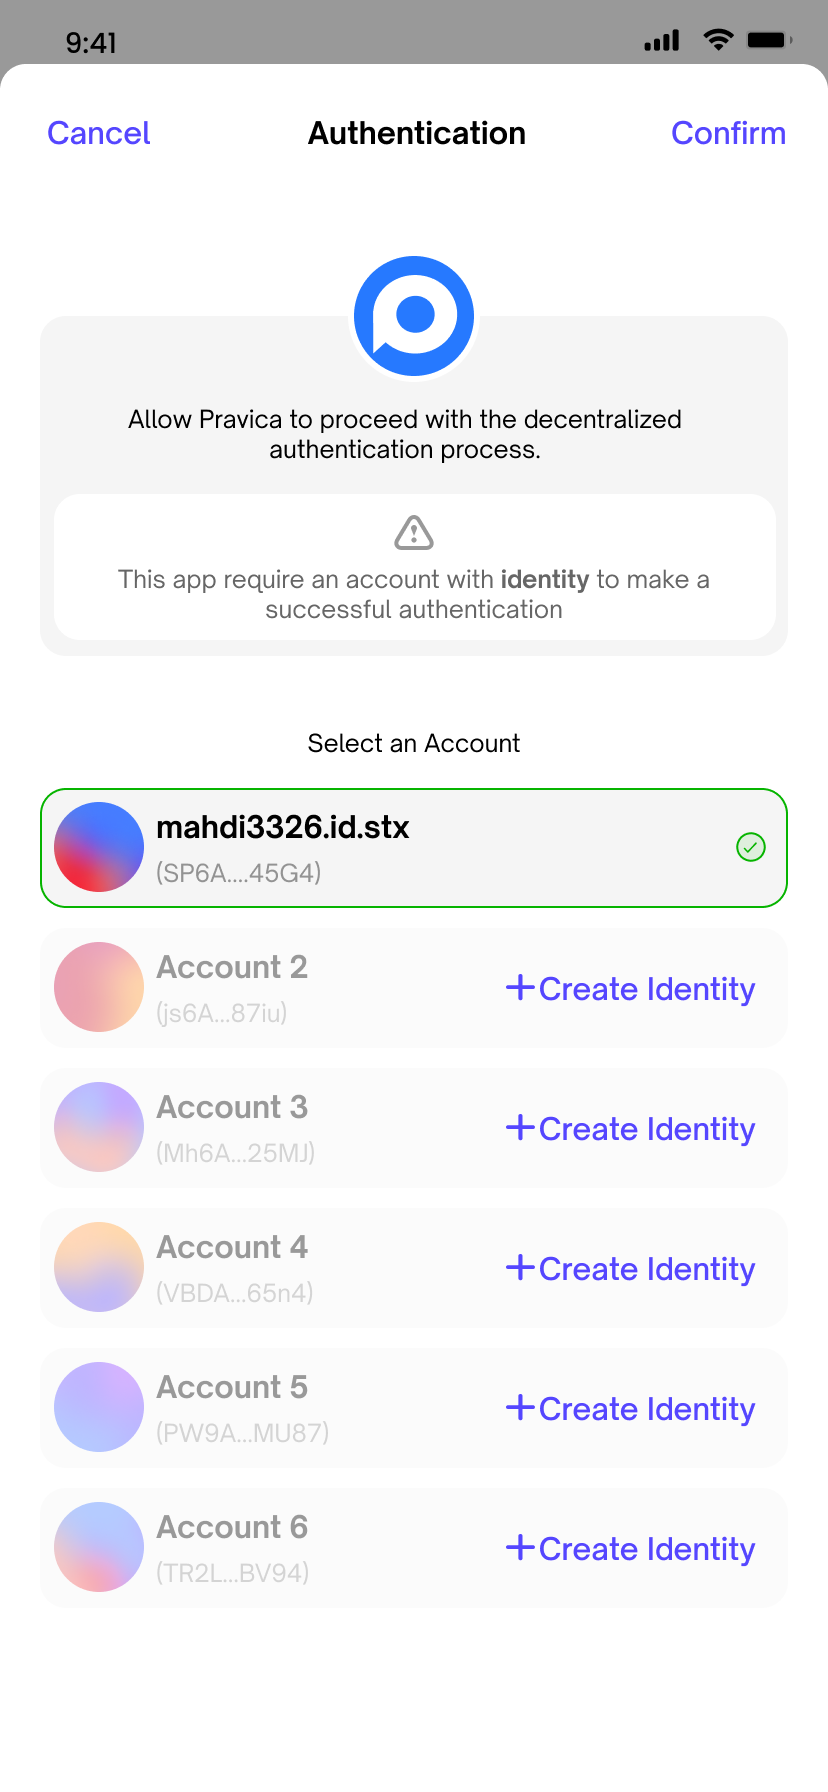 9:41
Cancel Authentication Confirm
Allow Pravica to proceed with the decentralized
authentication process.
This app require an account with identity to make a
successful authentication
Select an Account
mahdi3326.id.stx
(SP6A....45G4)
Account 2
(js6A...87iu)
+Create Identity
Account 3
(Mh6A...25MJ)
+Create Identity
Account 4
(VBDA...65n4)
+Create Identity
Account 5
(PW9A...MU87)
+Create Identity
Account 6
(TR2L...BV94)
+Create Identity